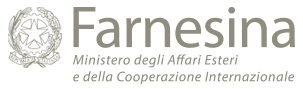 Farnesina
Ministero degli Affari Esteri
e della Cooperazione Internazionale